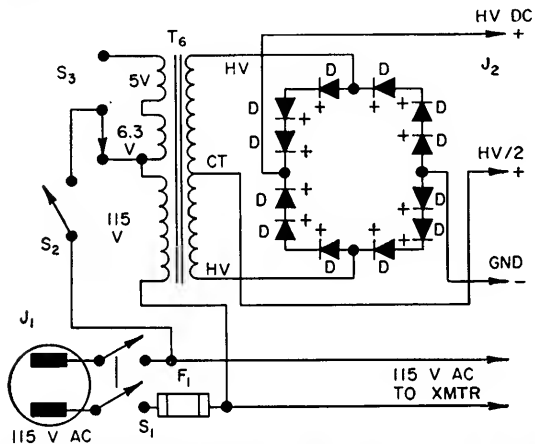 HV DC
+
T6
J2
S3
5V
HV
D D
+ +
D + + D
6.3
V
D + + D
CT
HV/2
+
115
V
D + + D
S2
D + + D
GND
-
HV
+ +
D D
J1
F1
115 V AC
TO XMTR
S1
115 V AC